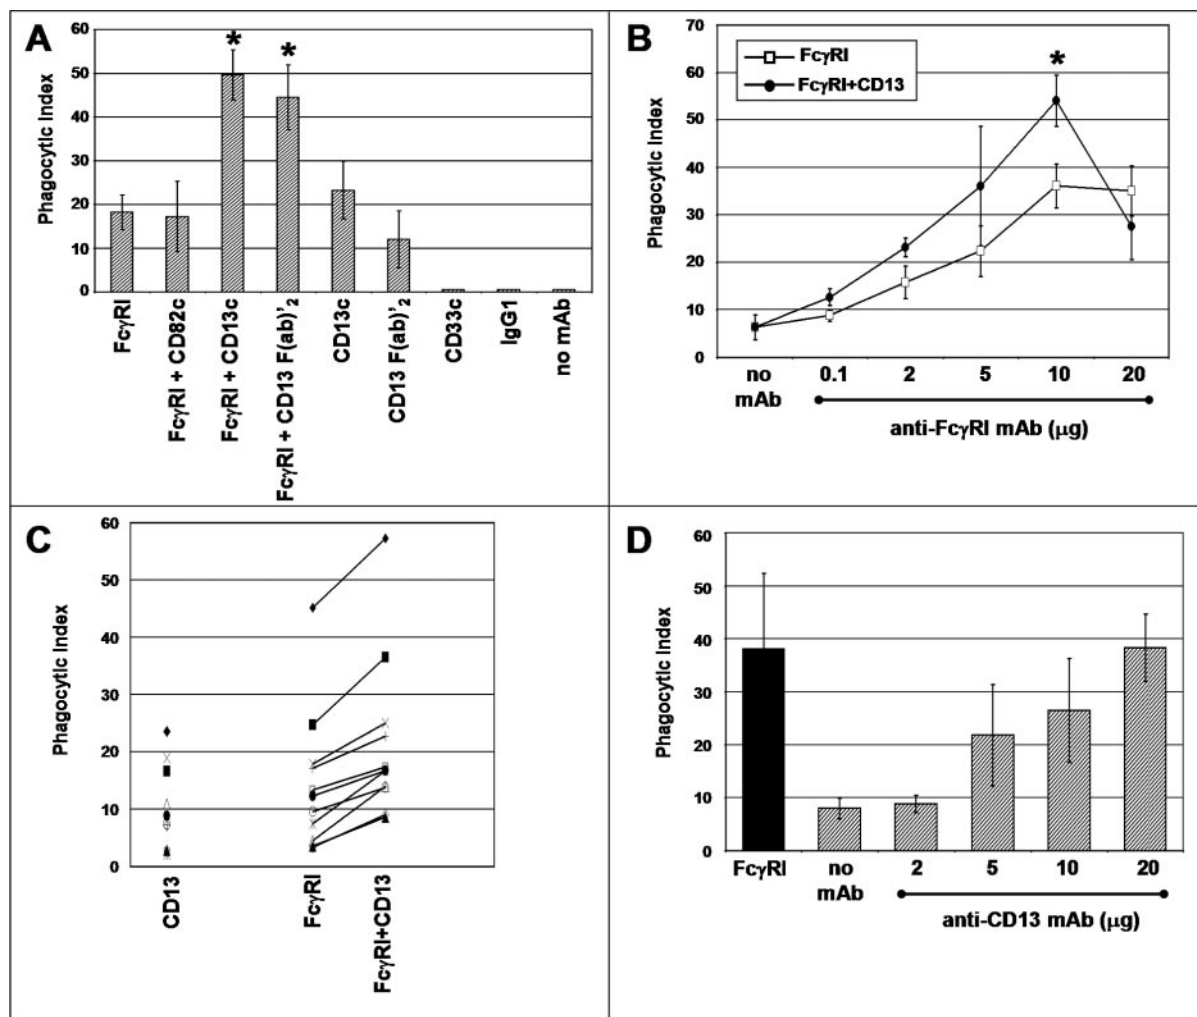 A
Phagocytic Index
60
50
40
30
20
10
0
*
*
FcγRI
FcγRI + CD82c
FcγRI + CD13c
FcγRI + CD13 F(ab)'2
CD13c
CD13 F(ab)'2
CD33c
IgG1
no mAb
B
Phagocytic Index
70
60
50
40
30
20
10
0
FcγRI
FcγRI+CD13
*
no mAb
0.1
2
5
10
20
anti-FcγRI mAb (µg)
C
Phagocytic Index
60
50
40
30
20
10
0
CD13
FcγRI
FcγRI+CD13
D
Phagocytic Index
60
50
40
30
20
10
0
FcγRI
no mAb
2
5
10
20
anti-CD13 mAb (µg)